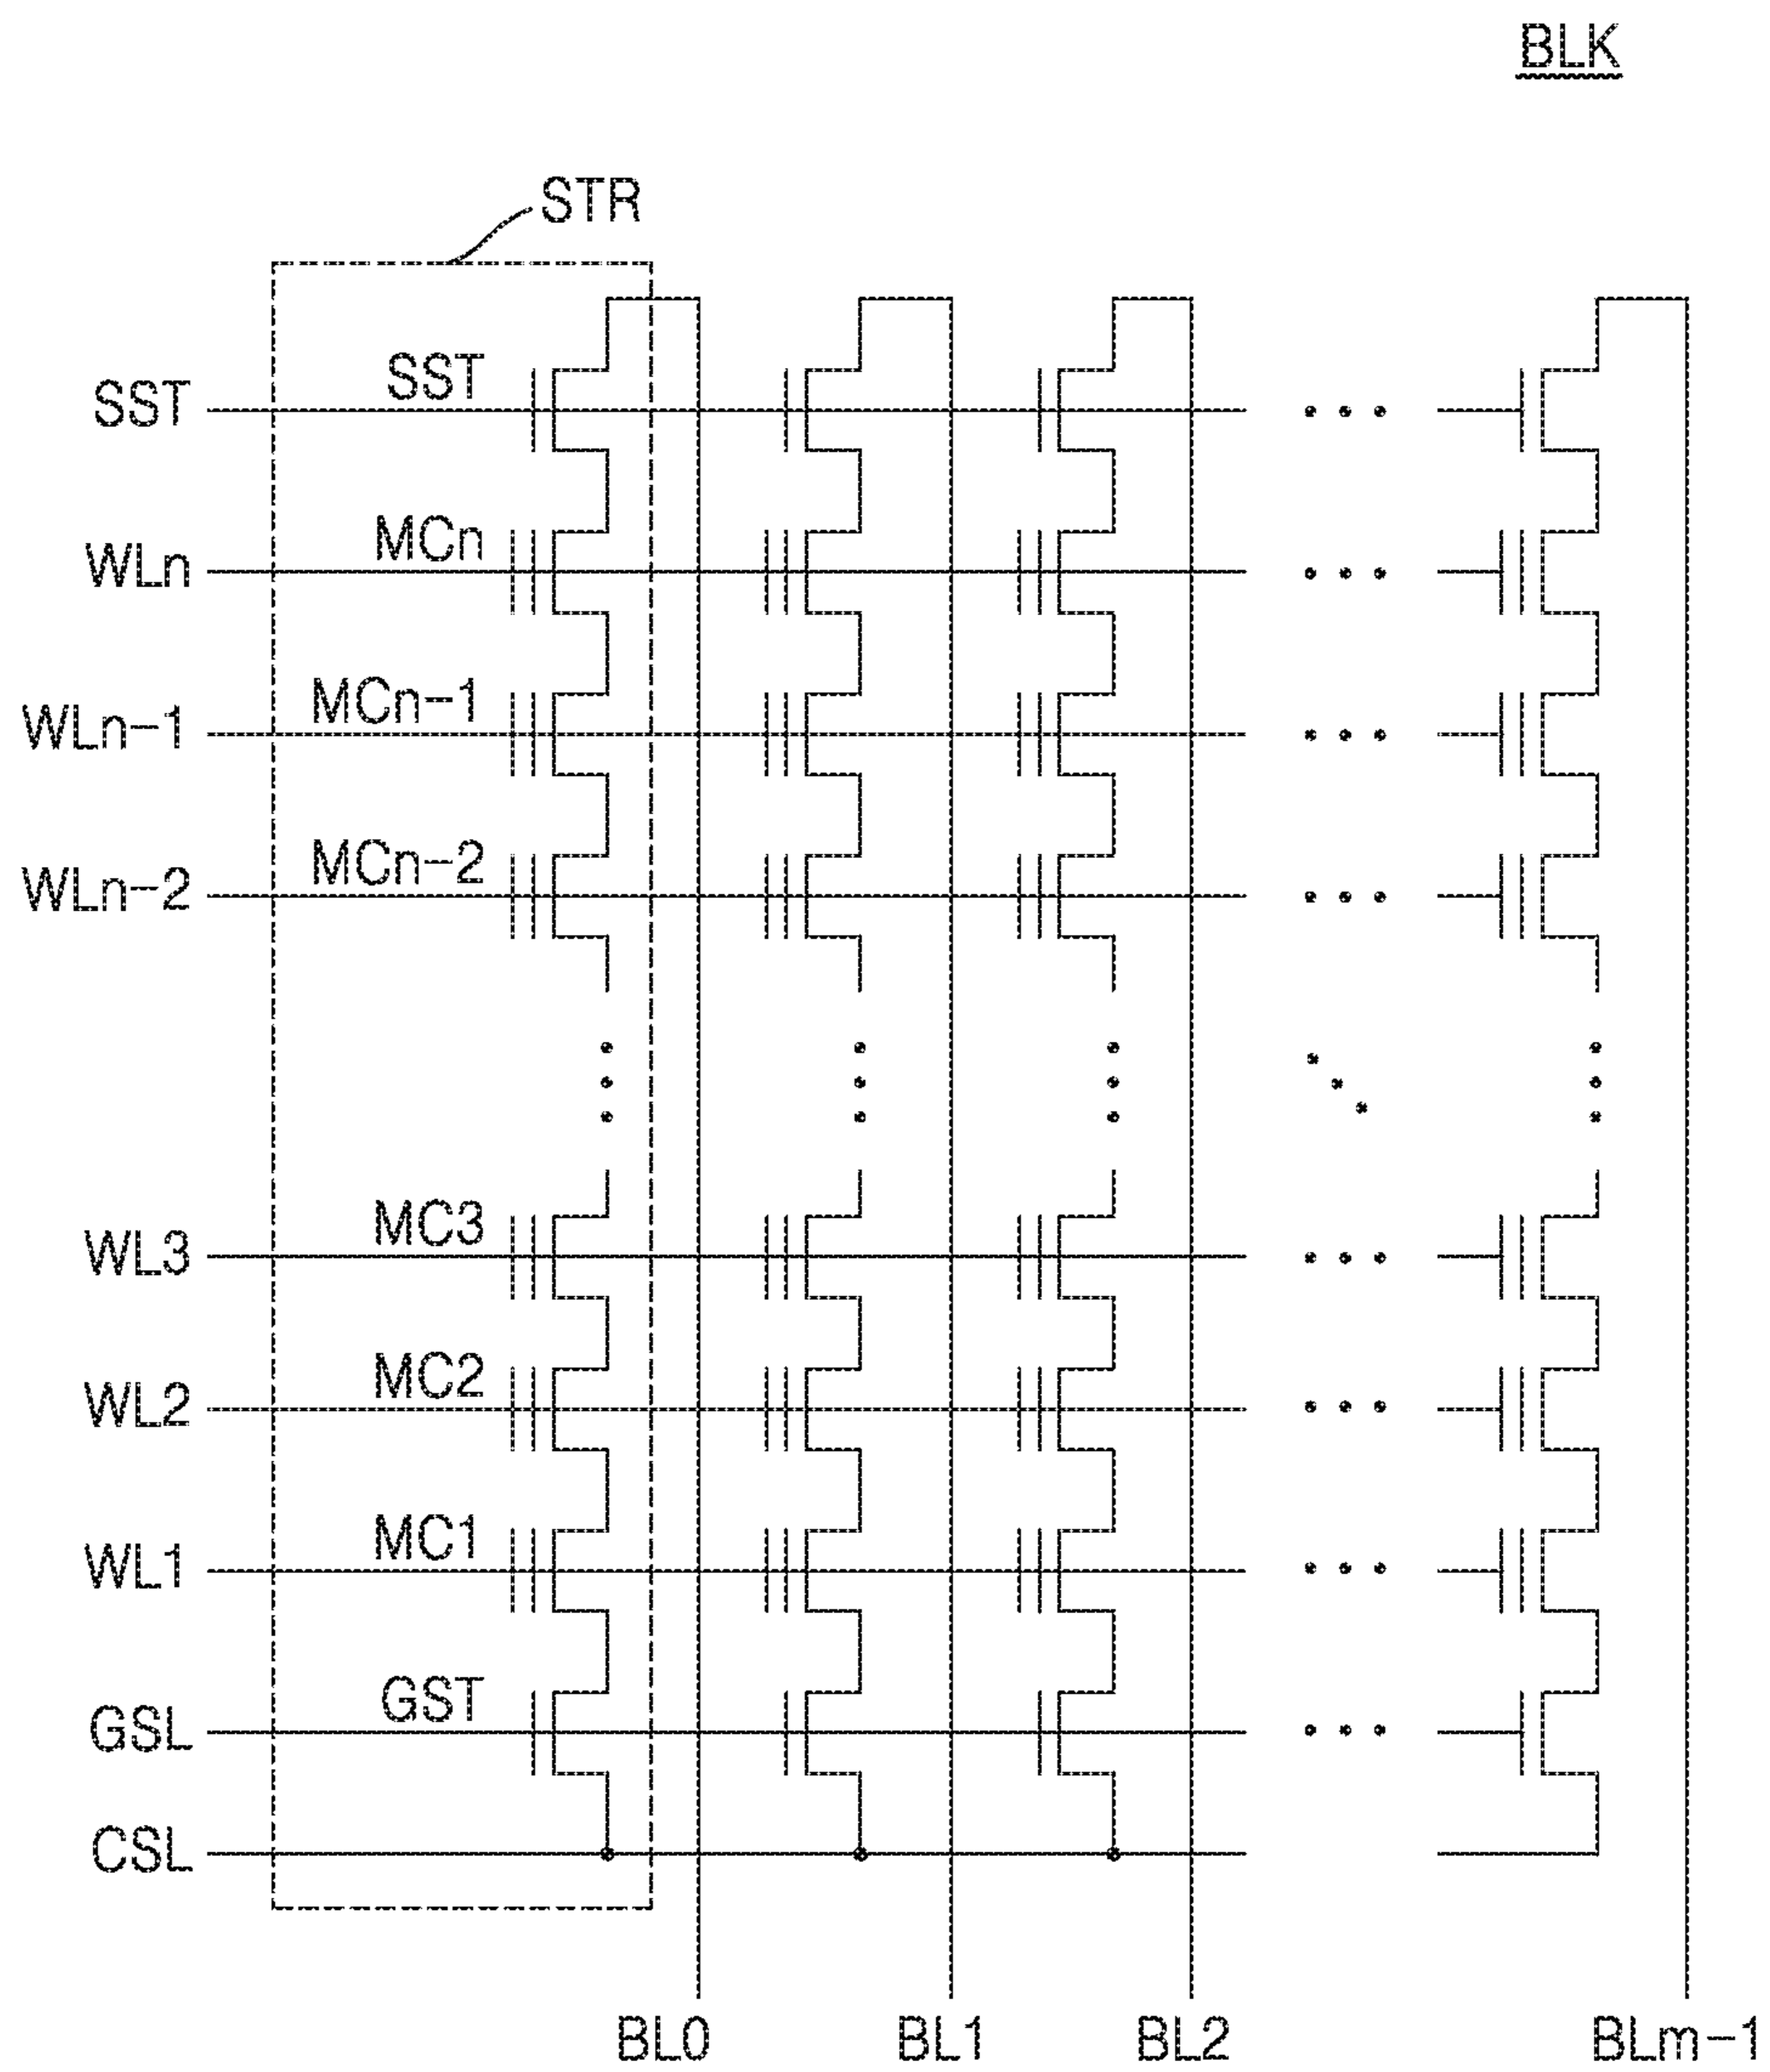 BLK
STR
SST SST
WLn MCn
WLn-1 MCn-1
WLn-2 MCn-2
WL3 MC3
WL2 MC2
WL1 MC1
GSL GST
CSL
BL0 BL1 BL2 BLm-1